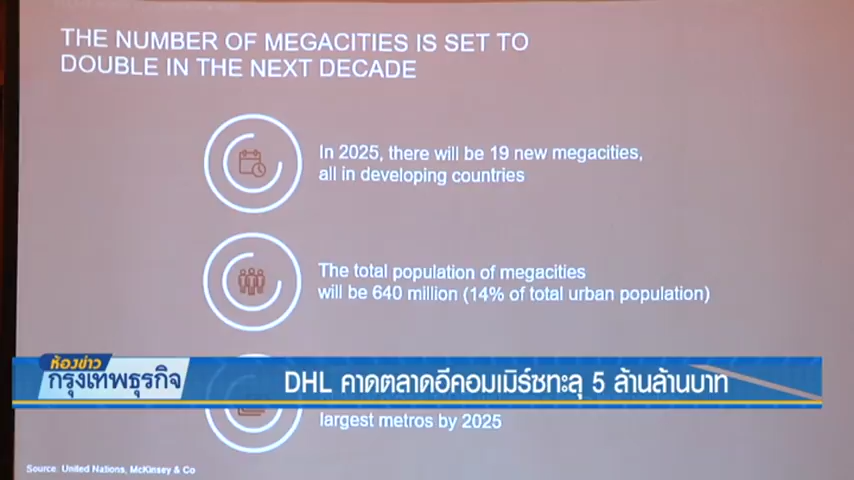 THE NUMBER OF MEGACITIES IS SET TO
DOUBLE IN THE NEXT DECADE
In 2025, there will be 19 new megacities,
all in developing countries
The total population of megacities
will be 640 million (14% of total urban population)
ห้องข่าว
กรุงเทพธุรกิจ
DHL คาดตลาดอีคอมเมิร์ซทะลุ 5 ล้านล้านบาท
largest metros by 2025
Source: United Nations, McKinsey & Co